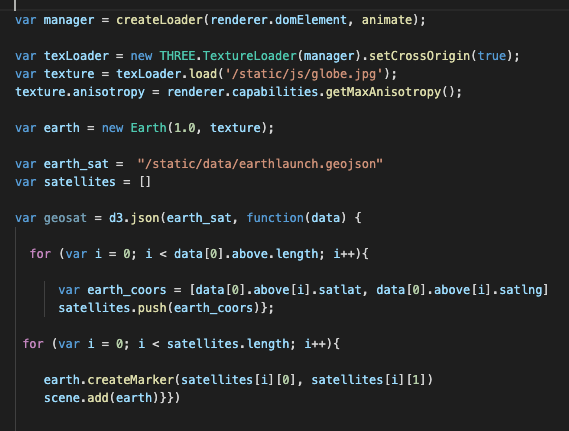 var manager = createLoader(renderer.domElement, animate);
var texLoader = new THREE.TextureLoader(manager).setCrossOrigin(true);
var texture = texLoader.load('/static/js/globe.jpg');
texture.anisotropy = renderer.capabilities.getMaxAnisotropy();
var earth = new Earth(1.0, texture);
var earth_sat =  "/static/data/earthlaunch.geojson"
var satellites = []
var geosat = d3.json(earth_sat, function(data) {
for (var i = 0; i < data[0].above.length; i++){
var earth_coors = [data[0].above[i].satlat, data[0].above[i].satlng]
satellites.push(earth_coors)};
for (var i = 0; i < satellites.length; i++){
earth.createMarker(satellites[i][0], satellites[i][1])
scene.add(earth)}})